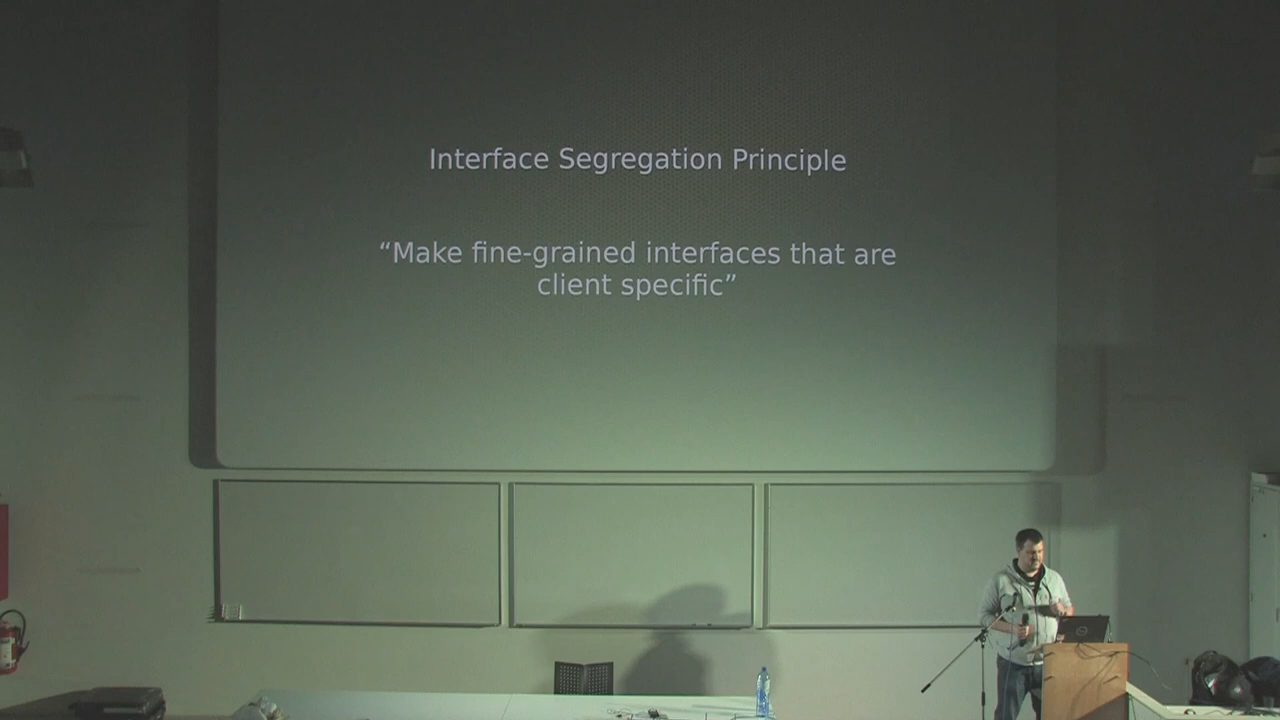 Interface Segregation Principle
“Make fine-grained interfaces that are
client specific”